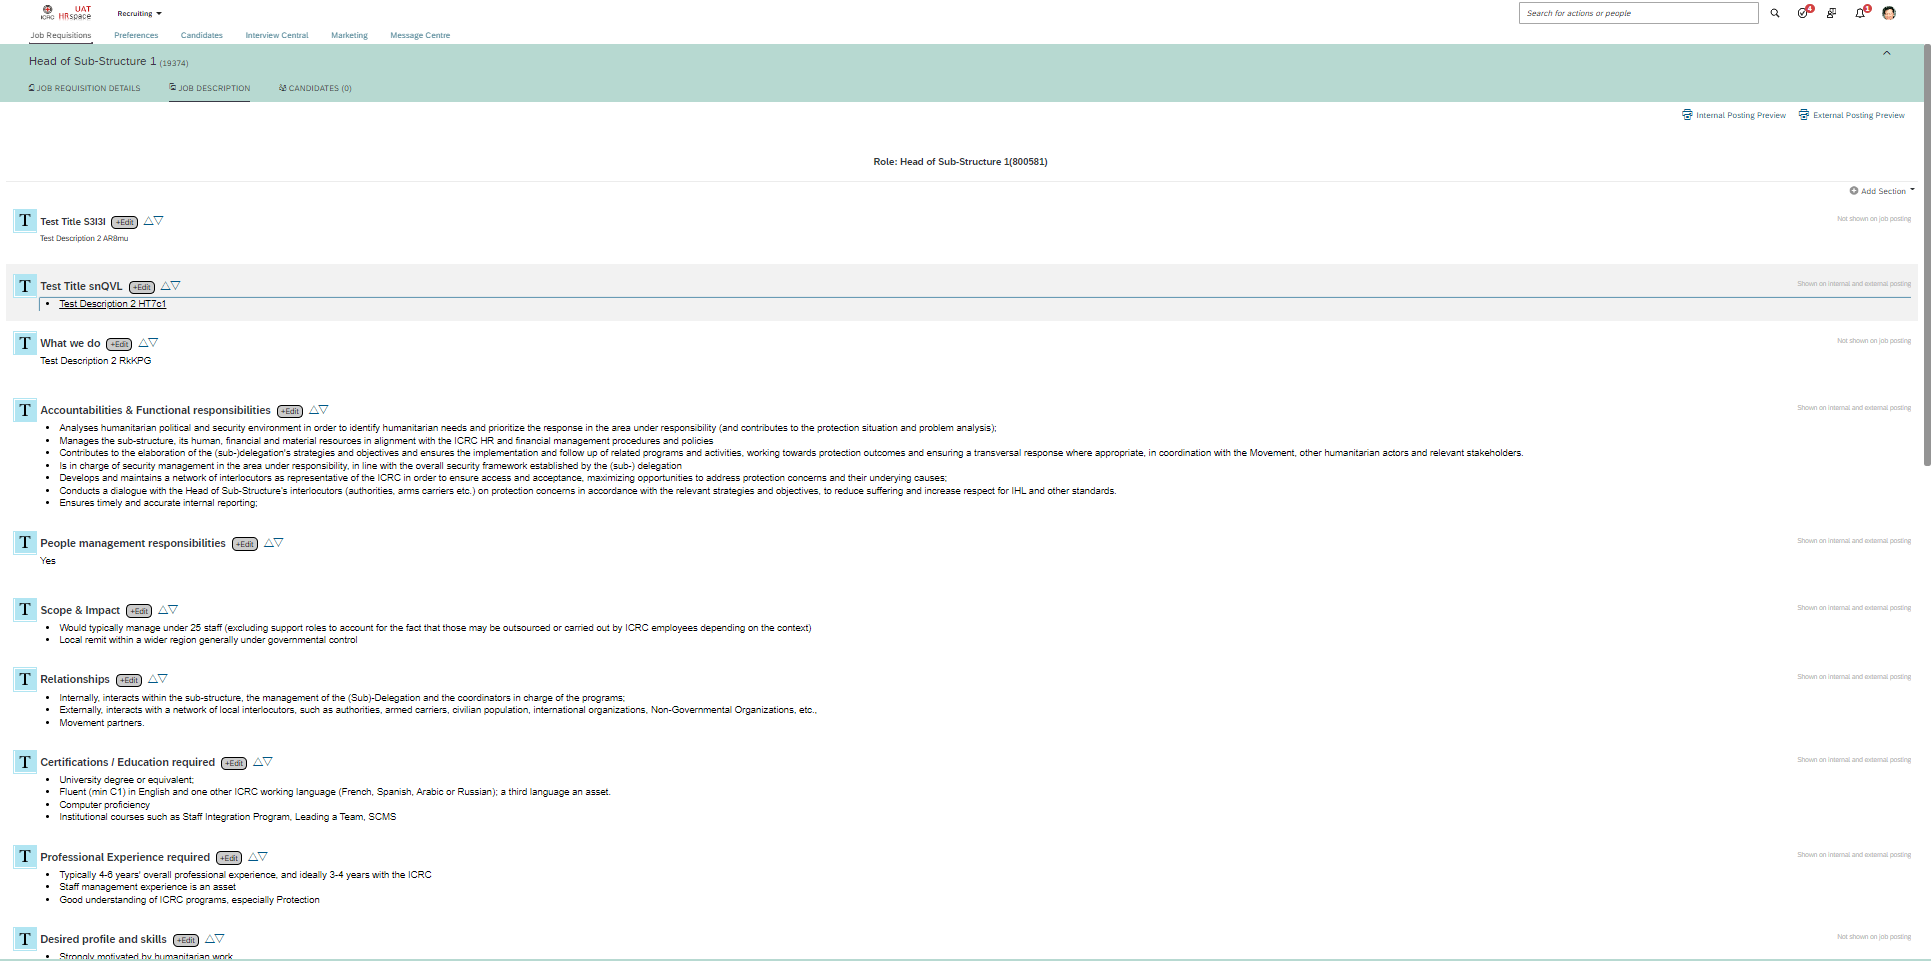 UAT
ICRC HRspace
Recruiting
Search for actions or people
4
1
Job Requisitions
Preferences
Candidates
Interview Central
Marketing
Message Centre
Head of Sub-Structure 1 (19374)
JOB REQUISITION DETAILS
JOB DESCRIPTION
CANDIDATES (0)
Internal Posting Preview
External Posting Preview
Role: Head of Sub-Structure 1(800581)
Add Section
T Test Title S3I3I +Edit
Not shown on job posting
Test Description 2 AR8mu
T Test Title snQVL +Edit
Shown on internal and external posting
• Test Description 2 HT7c1
T What we do +Edit
Not shown on job posting
Test Description 2 RkKPG
T Accountabilities & Functional responsibilities +Edit
Shown on internal and external posting
• Analyses humanitarian political and security environment in order to identify humanitarian needs and prioritize the response in the area under responsibility (and contributes to the protection situation and problem analysis);
• Manages the sub-structure, its human, financial and material resources in alignment with the ICRC HR and financial management procedures and policies
• Contributes to the elaboration of the (sub-)delegation's strategies and objectives and ensures the implementation and follow up of related programs and activities, working towards protection outcomes and ensuring a transversal response where appropriate, in coordination with the Movement, other humanitarian actors and relevant stakeholders.
• Is in charge of security management in the area under responsibility, in line with the overall security framework established by the (sub-) delegation
• Develops and maintains a network of interlocutors as representative of the ICRC in order to ensure access and acceptance, maximizing opportunities to address protection concerns and their underlying causes;
• Conducts a dialogue with the Head of Sub-Structure's interlocutors (authorities, arms carriers etc.) on protection concerns in accordance with the relevant strategies and objectives, to reduce suffering and increase respect for IHL and other standards.
• Ensures timely and accurate internal reporting;
T People management responsibilities +Edit
Shown on internal and external posting
Yes
T Scope & Impact +Edit
Shown on internal and external posting
• Would typically manage under 25 staff (excluding support roles to account for the fact that those may be outsourced or carried out by ICRC employees depending on the context)
• Local remit within a wider region generally under governmental control
T Relationships +Edit
Shown on internal and external posting
• Internally, interacts within the sub-structure, the management of the (Sub)-Delegation and the coordinators in charge of the programs;
• Externally, interacts with a network of local interlocutors, such as authorities, armed carriers, civilian population, international organizations, Non-Governmental Organizations, etc.,
• Movement partners.
T Certifications / Education required +Edit
Shown on internal and external posting
• University degree or equivalent;
• Fluent (min C1) in English and one other ICRC working language (French, Spanish, Arabic or Russian); a third language an asset.
• Computer proficiency
• Institutional courses such as Staff Integration Program, Leading a Team, SCMS
T Professional Experience required +Edit
Shown on internal and external posting
• Typically 4-6 years' overall professional experience, and ideally 3-4 years with the ICRC
• Staff management experience is an asset
• Good understanding of ICRC programs, especially Protection
T Desired profile and skills +Edit
Not shown on job posting
• Strongly motivated by humanitarian work